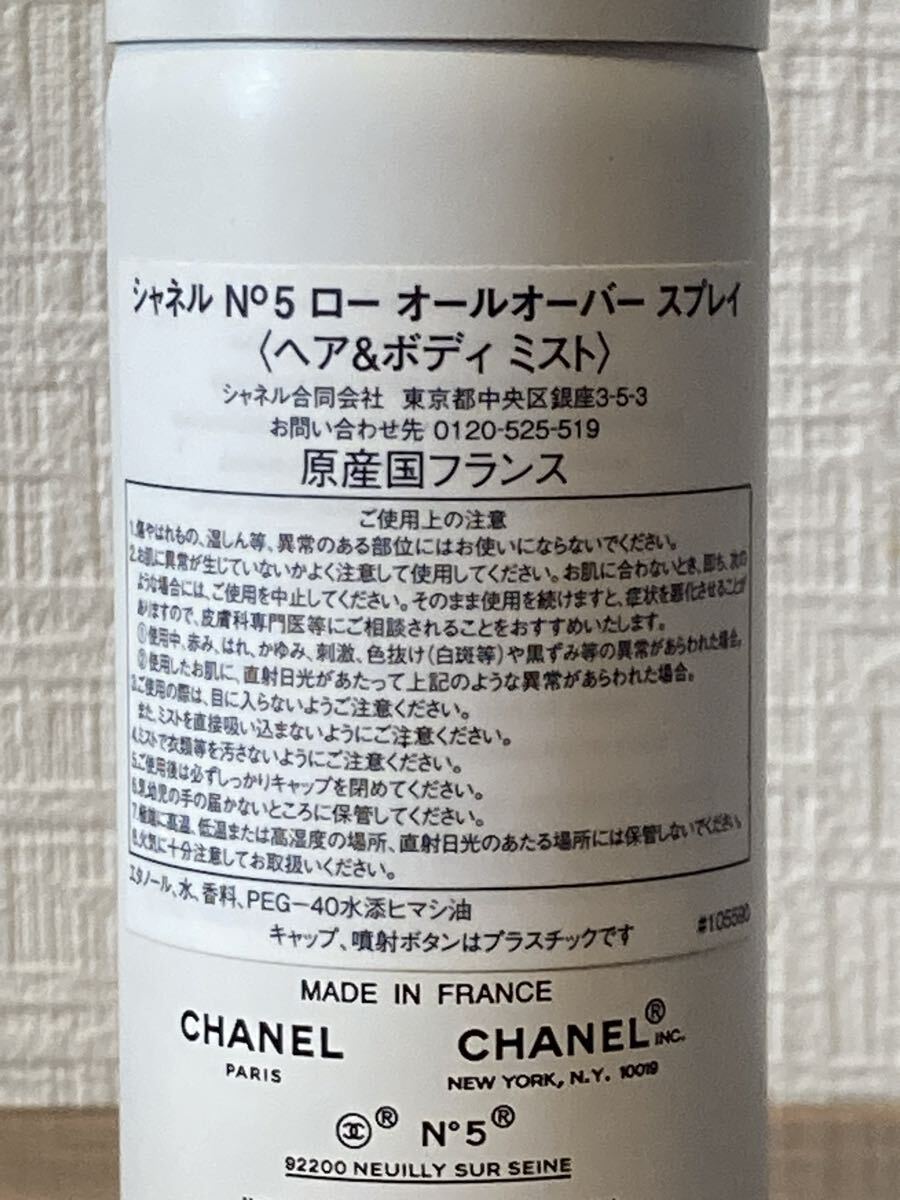 シャネル Nº5 ロー オールオーバー スプレイ
〈ヘア&ボディ ミスト〉
シャネル合同会社 東京都中央区銀座3-5-3
お問い合わせ先 0120-525-519
原産国フランス
ご使用上の注意
1.傷やはれもの、湿しん等、異常のある部位にはお使いにならないでください。
2.お肌に異常が生じていないかよく注意して使用してください。お肌に合わないとき、即ち、次の
ような場合には、ご使用を中止してください。そのまま使用を続けますと、症状を悪化させることが
ありますので、皮膚科専門医等にご相談されることをおすすめいたします。
①使用中、赤み、はれ、かゆみ、刺激、色抜け(白斑等)や黒ずみ等の異常があらわれた場合。
②使用したお肌に、直射日光があたって上記のような異常があらわれた場合。
3.ご使用の際は、目に入らないようご注意ください。
また、ミストを直接吸い込まないようにご注意ください。
4.ミストで衣類等を汚さないようにご注意ください。
5.ご使用後は必ずしっかりキャップを閉めてください。
6.乳幼児の手の届かないところに保管してください。
7.極端に高温、低温または高湿度の場所、直射日光のあたる場所には保管しないでください。
8.火気に十分注意してお取扱いください。
エタノール、水、香料、PEG-40水添ヒマシ油
キャップ、噴射ボタンはプラスチックです #105590
MADE IN FRANCE
CHANEL CHANEL® INC.
PARIS NEW YORK, N.Y. 10019
® N°5®
92200 NEUILLY SUR SEINE